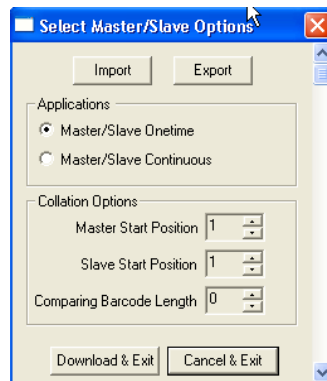 Select Master/Slave Options
Import Export
Applications
Master/Slave Onetime
Master/Slave Continuous
Collation Options
Master Start Position 1
Slave Start Position 1
Comparing Barcode Length 0
Download & Exit Cancel & Exit